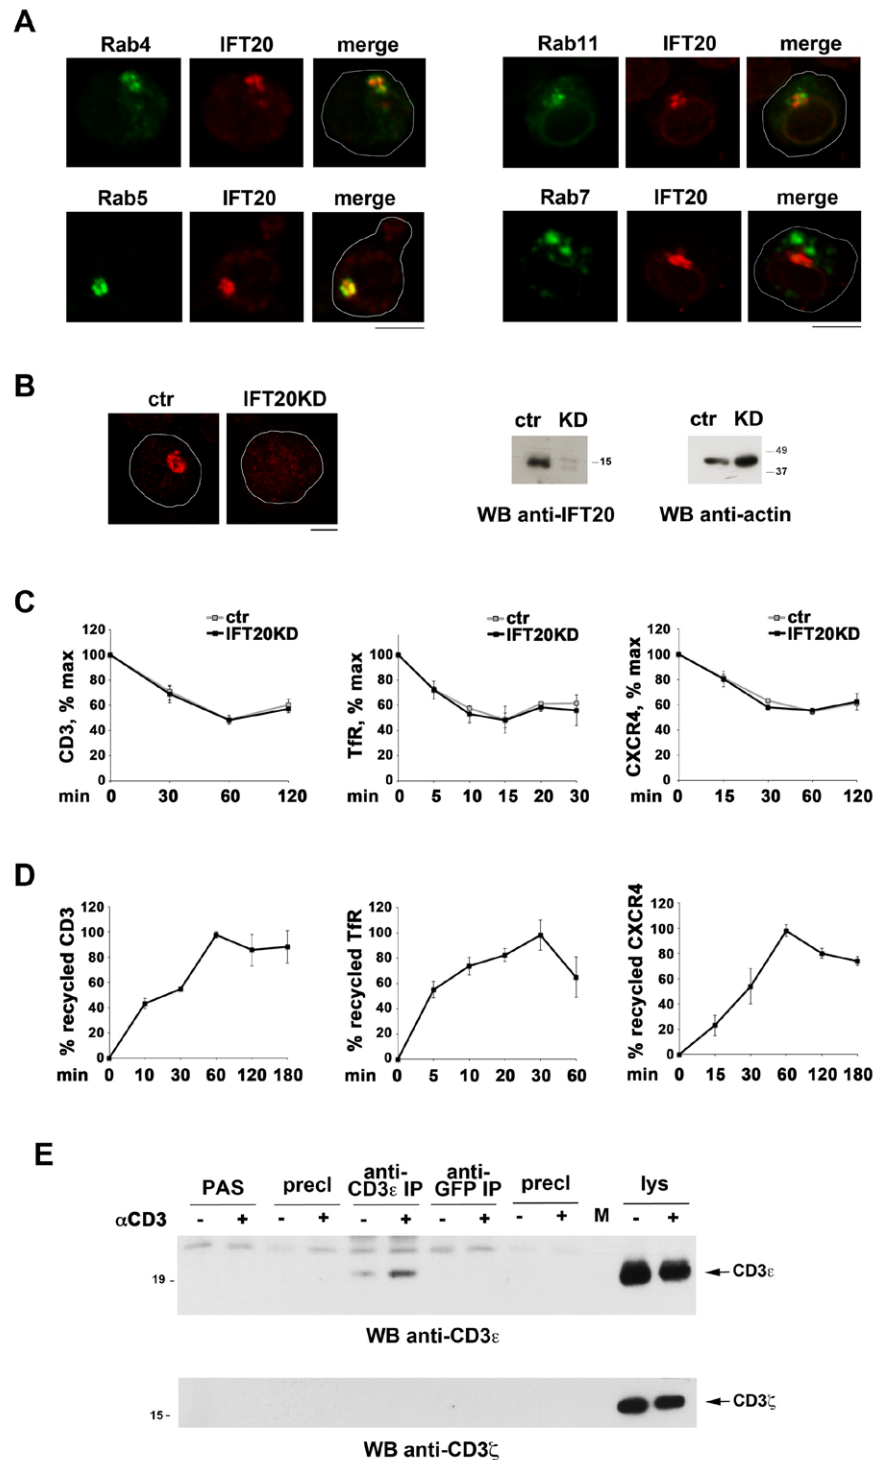 A
Rab4 IFT20 merge
Rab11 IFT20 merge
Rab5 IFT20 merge
Rab7 IFT20 merge
B
ctr IFT20KD
ctr KD
15
WB anti-IFT20
ctr KD
49
37
WB anti-actin
C
ctr
IFT20KD
CD3, % max
120
100
80
60
40
20
0
min 0 30 60 120
ctr
IFT20KD
TfR, % max
120
100
80
60
40
20
0
min 0 5 10 15 20 30
ctr
IFT20KD
CXCR4, % max
120
100
80
60
40
20
0
min 0 15 30 60 120
D
% recycled CD3
120
100
80
60
40
20
0
min 0 10 30 60 120 180
% recycled TfR
120
100
80
60
40
20
0
min 0 5 10 20 30 60
% recycled CXCR4
120
100
80
60
40
20
0
min 0 15 30 60 120 180
E
PAS precl anti-CD3ε IP anti-GFP IP precl M lys
αCD3 - + - + - + - + - + - +
19 -
CD3ε
WB anti-CD3ε
15-
CD3ζ
WB anti-CD3ζ